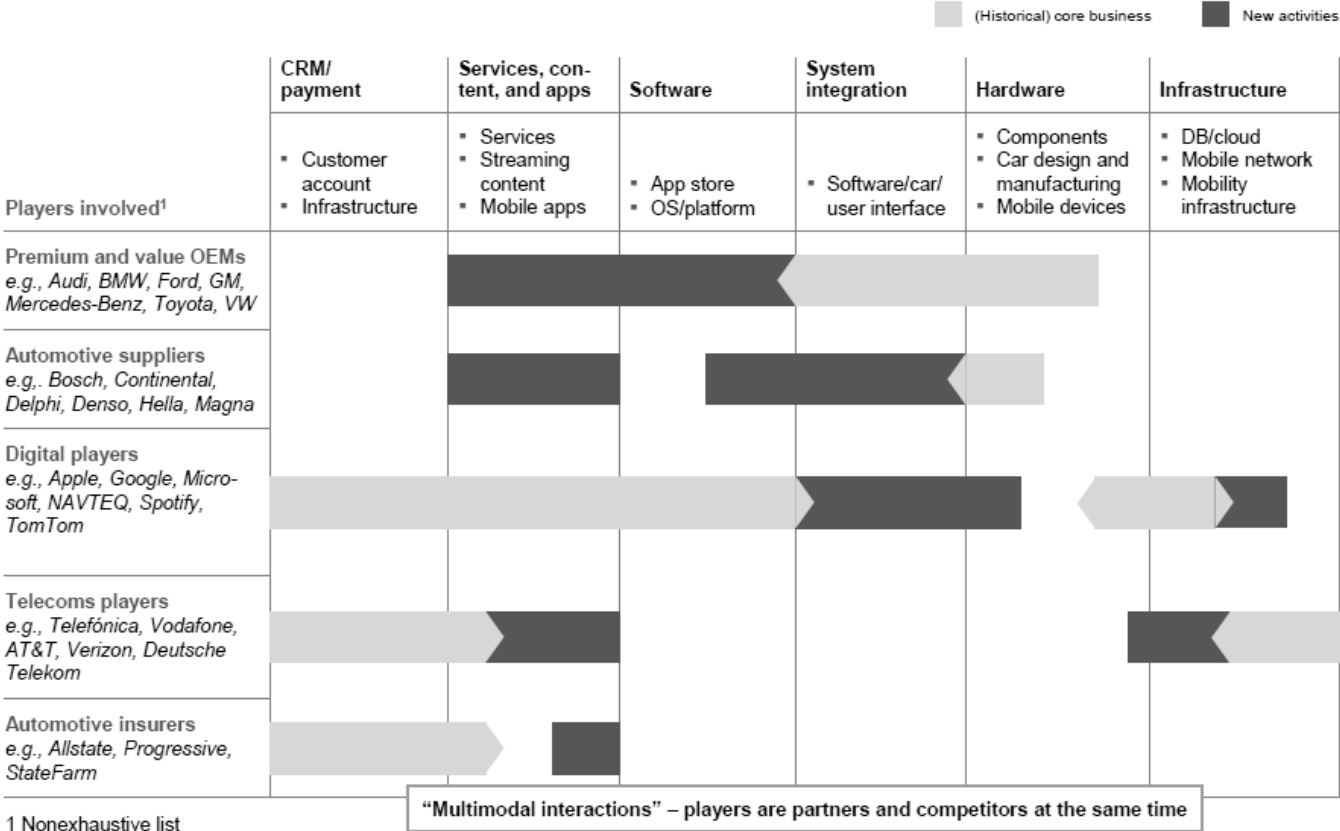 (Historical) core business
New activities
CRM/
payment
Services, con-
tent, and apps
Software
System
integration
Hardware
Infrastructure
Players involved1
▪ Customer
account
▪ Infrastructure
▪ Services
▪ Streaming
content
▪ Mobile apps
▪ App store
▪ OS/platform
▪ Software/car/
user interface
▪ Components
▪ Car design and
manufacturing
▪ Mobile devices
▪ DB/cloud
▪ Mobile network
▪ Mobility
infrastructure
Premium and value OEMs
e.g., Audi, BMW, Ford, GM,
Mercedes-Benz, Toyota, VW
Automotive suppliers
e.g,. Bosch, Continental,
Delphi, Denso, Hella, Magna
Digital players
e.g., Apple, Google, Micro-
soft, NAVTEQ, Spotify,
TomTom
Telecoms players
e.g., Telefónica, Vodafone,
AT&T, Verizon, Deutsche
Telekom
Automotive insurers
e.g., Allstate, Progressive,
StateFarm
“Multimodal interactions” – players are partners and competitors at the same time
1 Nonexhaustive list